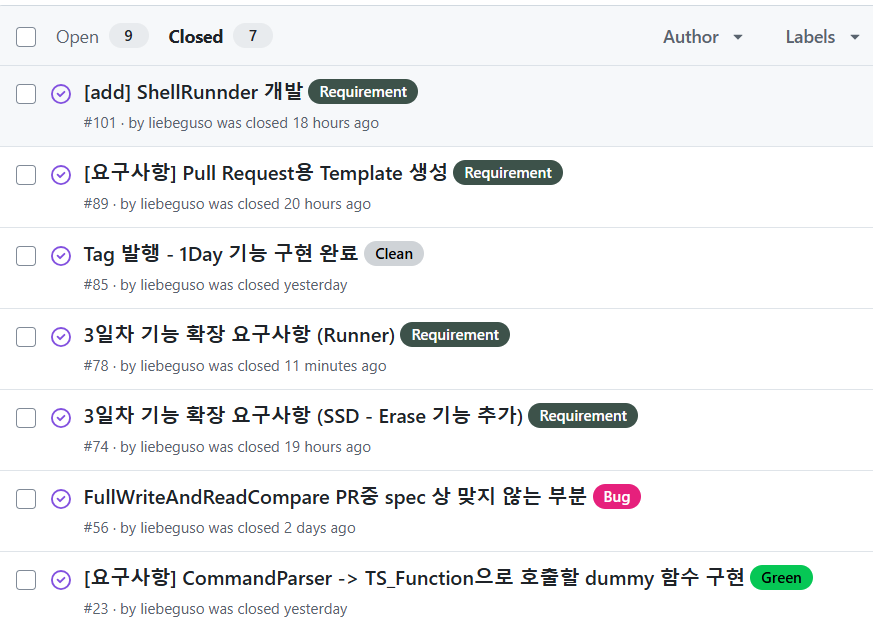 Open 9 Closed 7 Author Labels
[add] ShellRunnder 개발 Requirement
#101 · by liebeguso was closed 18 hours ago
[요구사항] Pull Request용 Template 생성 Requirement
#89 · by liebeguso was closed 20 hours ago
Tag 발행 - 1Day 기능 구현 완료 Clean
#85 · by liebeguso was closed yesterday
3일차 기능 확장 요구사항 (Runner) Requirement
#78 · by liebeguso was closed 11 minutes ago
3일차 기능 확장 요구사항 (SSD - Erase 기능 추가) Requirement
#74 · by liebeguso was closed 19 hours ago
FullWriteAndReadCompare PR중 spec 상 맞지 않는 부분 Bug
#56 · by liebeguso was closed 2 days ago
[요구사항] CommandParser -> TS_Function으로 호출할 dummy 함수 구현 Green
#23 · by liebeguso was closed yesterday